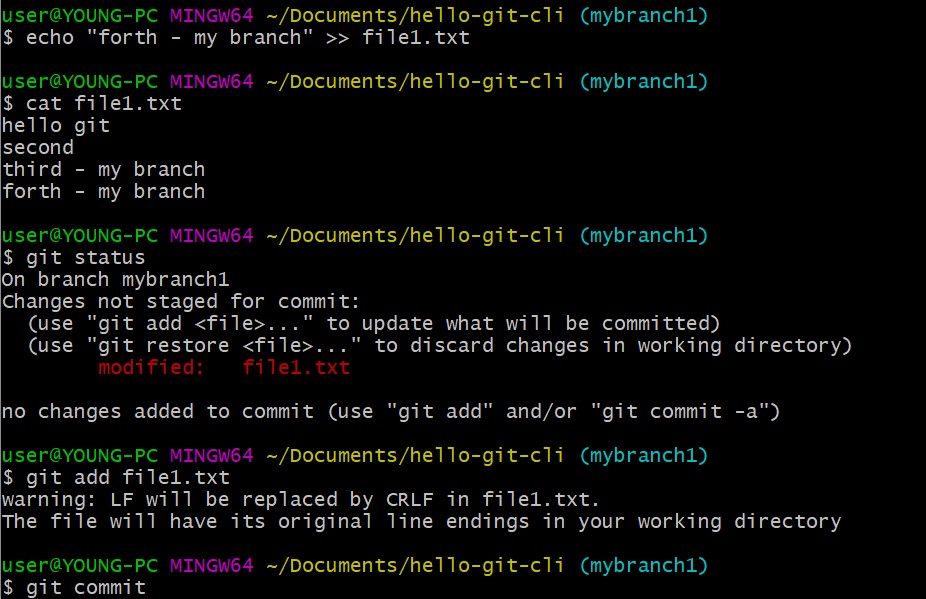 user@YOUNG-PC MINGW64 ~/Documents/hello-git-cli (mybranch1)
$ echo "forth - my branch" >> file1.txt
user@YOUNG-PC MINGW64 ~/Documents/hello-git-cli (mybranch1)
$ cat file1.txt
hello git
second
third - my branch
forth - my branch
user@YOUNG-PC MINGW64 ~/Documents/hello-git-cli (mybranch1)
$ git status
On branch mybranch1
Changes not staged for commit:
  (use "git add <file>..." to update what will be committed)
  (use "git restore <file>..." to discard changes in working directory)
        modified:   file1.txt
no changes added to commit (use "git add" and/or "git commit -a")
user@YOUNG-PC MINGW64 ~/Documents/hello-git-cli (mybranch1)
$ git add file1.txt
warning: LF will be replaced by CRLF in file1.txt.
The file will have its original line endings in your working directory
user@YOUNG-PC MINGW64 ~/Documents/hello-git-cli (mybranch1)
$ git commit